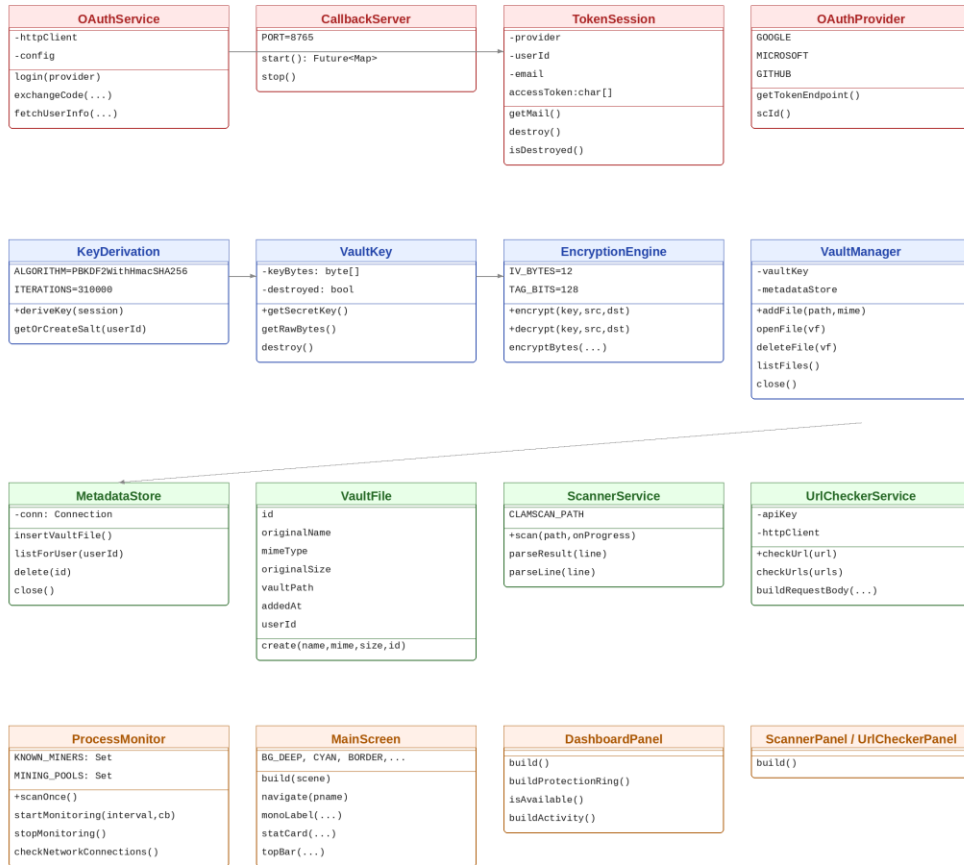 OAuthService
-httpClient
-config
login(provider)
exchangeCode(...)
fetchUserInfo(...)
CallbackServer
PORT=8765
start(): Future<Map>
stop()
TokenSession
-provider
-userId
-email
accessToken:char[]
getMail()
destroy()
isDestroyed()
OAuthProvider
GOOGLE
MICROSOFT
GITHUB
getTokenEndpoint()
scId()
KeyDerivation
ALGORITHM=PBKDF2WithHmacSHA256
ITERATIONS=310000
+deriveKey(session)
getOrCreateSalt(userId)
VaultKey
-keyBytes: byte[]
-destroyed: bool
+getSecretKey()
getRawBytes()
destroy()
EncryptionEngine
IV_BYTES=12
TAG_BITS=128
+encrypt(key,src,dst)
+decrypt(key,src,dst)
encryptBytes(...)
VaultManager
-vaultKey
-metadataStore
+addFile(path,mime)
openFile(vf)
deleteFile(vf)
listFiles()
close()
MetadataStore
-conn: Connection
insertVaultFile()
listForUser(userId)
delete(id)
close()
VaultFile
id
originalName
mimeType
originalSize
vaultPath
addedAt
userId
create(name,mime,size,id)
ScannerService
CLAMSCAN_PATH
+scan(path,onProgress)
parseResult(line)
parseLine(line)
UrlCheckerService
-apiKey
-httpClient
+checkUrl(url)
checkUrls(urls)
buildRequestBody(...)
ProcessMonitor
KNOWN_MINERS: Set
MINING_POOLS: Set
+scanOnce()
startMonitoring(interval,cb)
stopMonitoring()
checkNetworkConnections()
MainScreen
BG_DEEP, CYAN, BORDER,...
build(scene)
navigate(pname)
monoLabel(...)
statCard(...)
topBar(...)
DashboardPanel
build()
buildProtectionRing()
isAvailable()
buildActivity()
ScannerPanel / UrlCheckerPanel
build()